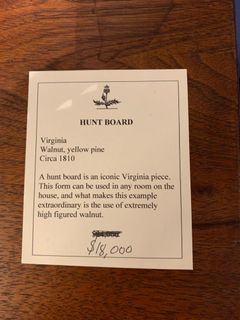 HUNT BOARD
Virginia
Walnut, yellow pine
Circa 1810
A hunt board is an iconic Virginia piece.
This form can be used in any room on the
house, and what makes this example
extraordinary is the use of extremely
high figured walnut.
$18,000